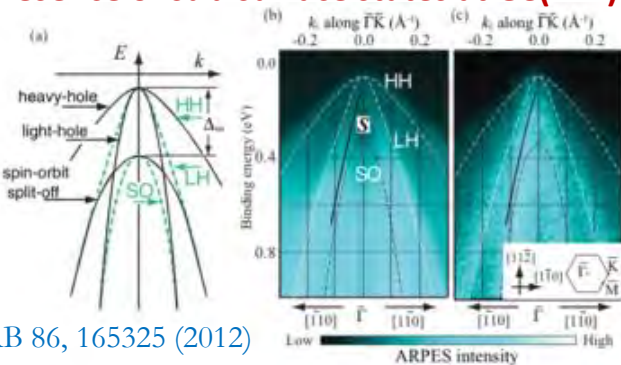 (a)
E
k
heavy-hole
HH
light-hole
LH
spin-orbit
split-off
SO
(b)
k∥ along Γ̅K̅ (Å⁻¹)
-0.2 0.0 0.2
Binding energy (eV)
0.0
0.4
0.8
HH
S
LH
SO
[1̅10] Γ̅ [11̅0]
(c)
k∥ along Γ̅K̅ (Å⁻¹)
-0.2 0.0 0.2
[112̅]
[11̅0]
Γ̅
K̅
M̅
[1̅10] Γ̅ [11̅0]
Low High
ARPES intensity
RB 86, 165325 (2012)